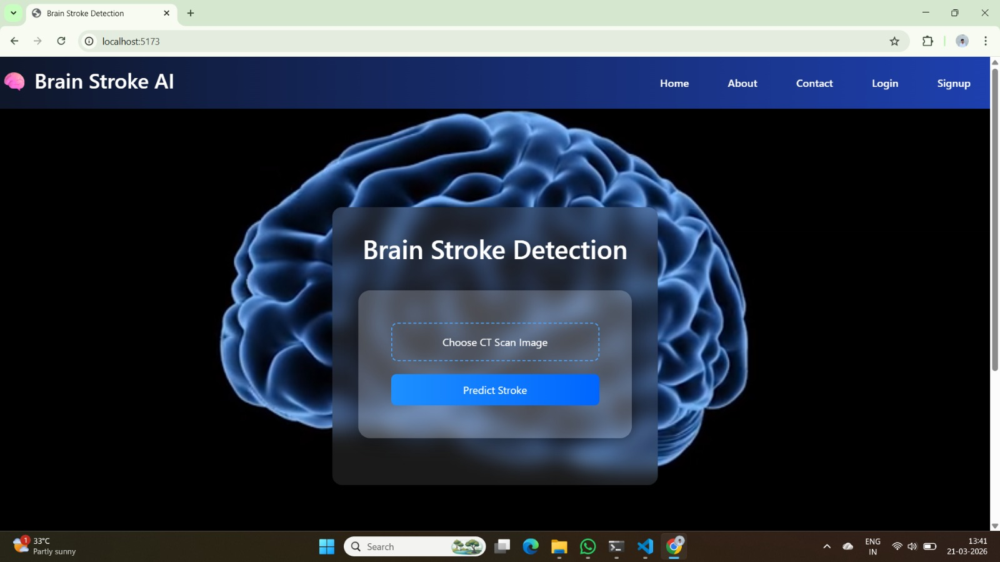 Brain Stroke Detection
localhost:5173
Brain Stroke AI
Home
About
Contact
Login
Signup
Brain Stroke Detection
Choose CT Scan Image
Predict Stroke
1
33°C
Partly sunny
Search
ENG
IN
13:41
21-03-2026